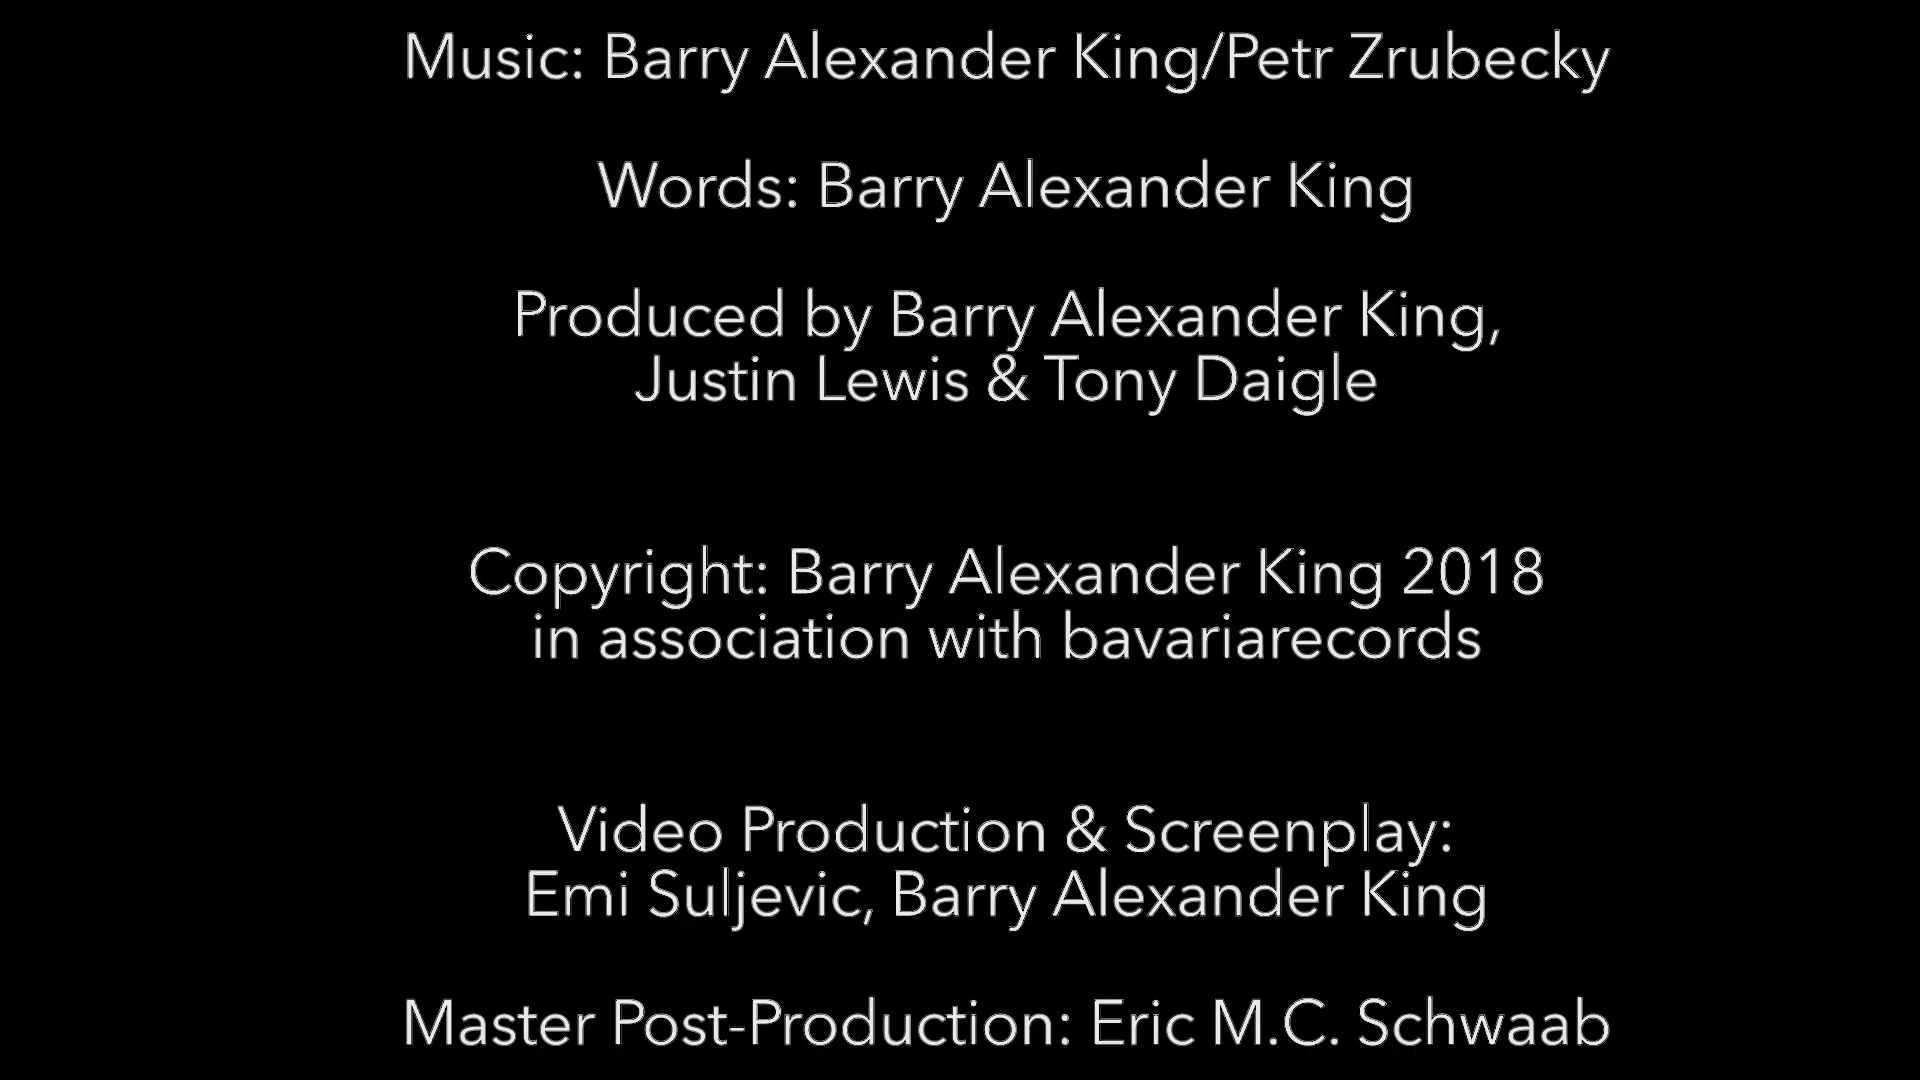 Music: Barry Alexander King/Petr Zrubecky
Words: Barry Alexander King
Produced by Barry Alexander King,
Justin Lewis & Tony Daigle
Copyright: Barry Alexander King 2018
in association with bavariarecords
Video Production & Screenplay:
Emi Suljevic, Barry Alexander King
Master Post-Production: Eric M.C. Schwaab